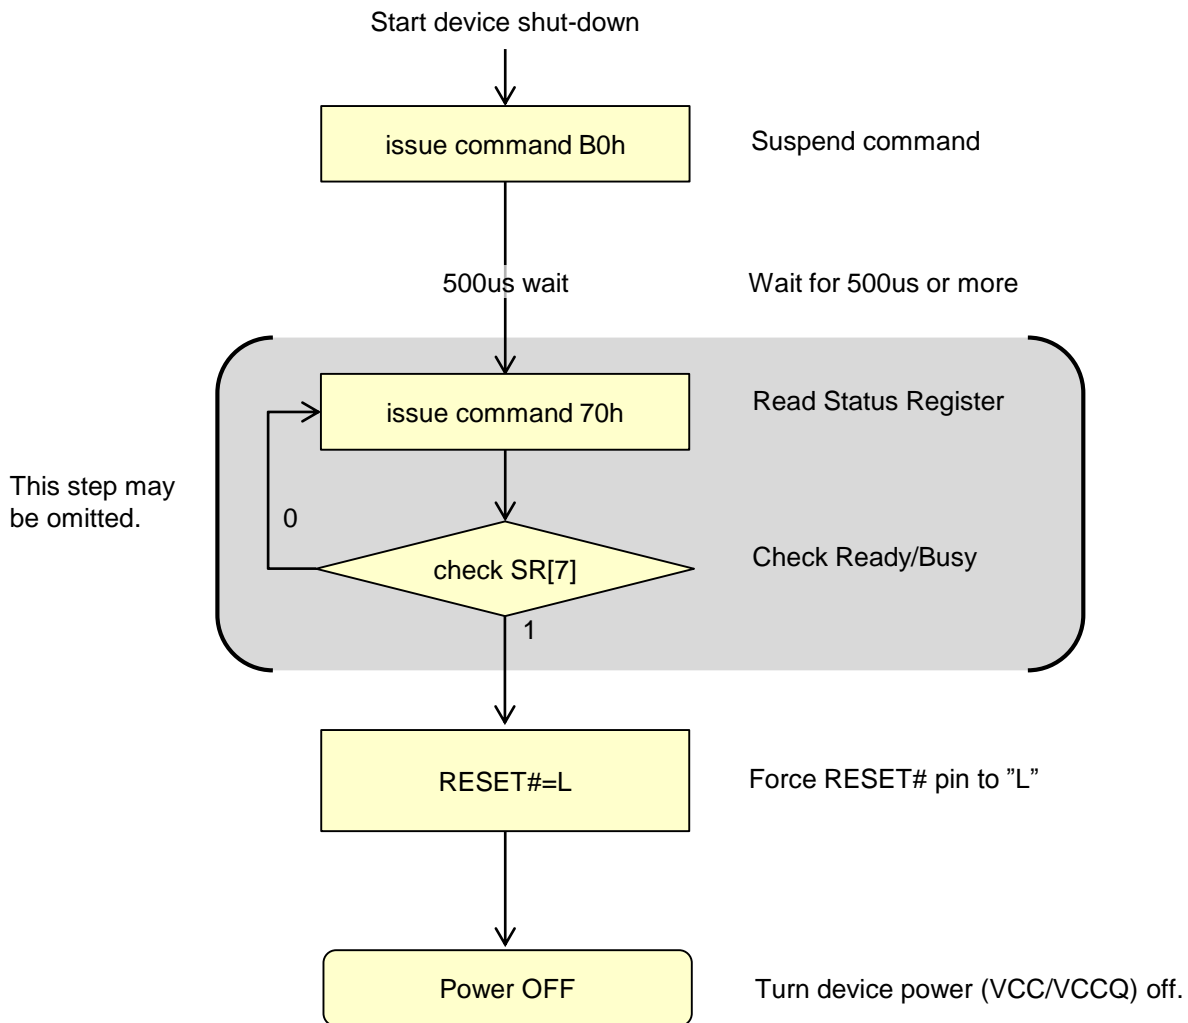 Start device shut-down
issue command B0h
Suspend command
500us wait
Wait for 500us or more
issue command 70h
Read Status Register
This step may
be omitted.
0
check SR[7]
Check Ready/Busy
1
RESET#=L
Force RESET# pin to ”L”
Power OFF
Turn device power (VCC/VCCQ) off.